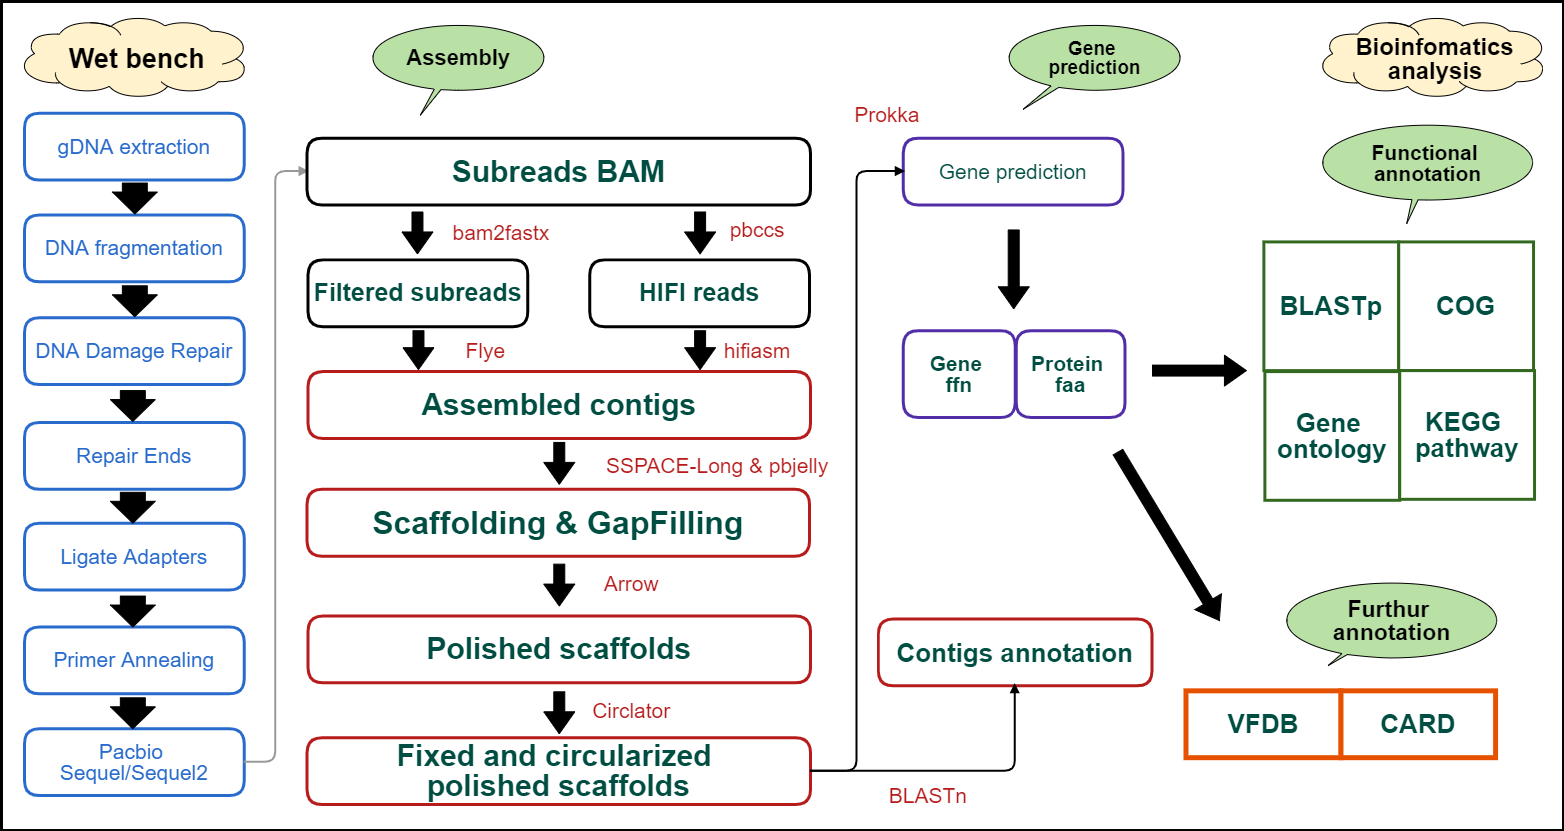 Wet bench
gDNA extraction
DNA fragmentation
DNA Damage Repair
Repair Ends
Ligate Adapters
Primer Annealing
Pacbio
Sequel/Sequel2
Assembly
Subreads BAM
bam2fastx
pbccs
Filtered subreads
HIFI reads
Flye
hifiasm
Assembled contigs
SSPACE-Long & pbjelly
Scaffolding & GapFilling
Arrow
Polished scaffolds
Circlator
Fixed and circularized
polished scaffolds
Gene
prediction
Prokka
Gene prediction
Gene
ffn
Protein
faa
Contigs annotation
BLASTn
Bioinfomatics
analysis
Functional
annotation
BLASTp
COG
Gene
ontology
KEGG
pathway
Furthur
annotation
VFDB
CARD